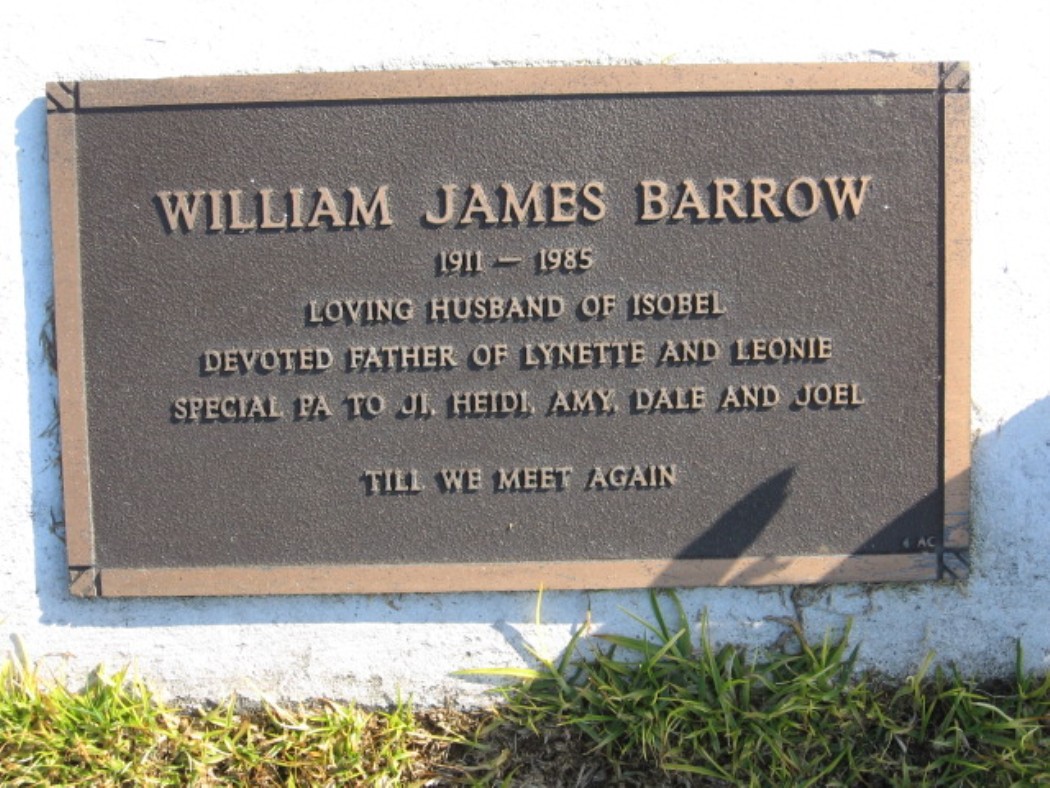 WILLIAM JAMES BARROW
1911 — 1985
LOVING HUSBAND OF ISOBEL
DEVOTED FATHER OF LYNETTE AND LEONIE
SPECIAL PA TO JI, HEIDI, AMY, DALE AND JOEL
TILL WE MEET AGAIN
AC